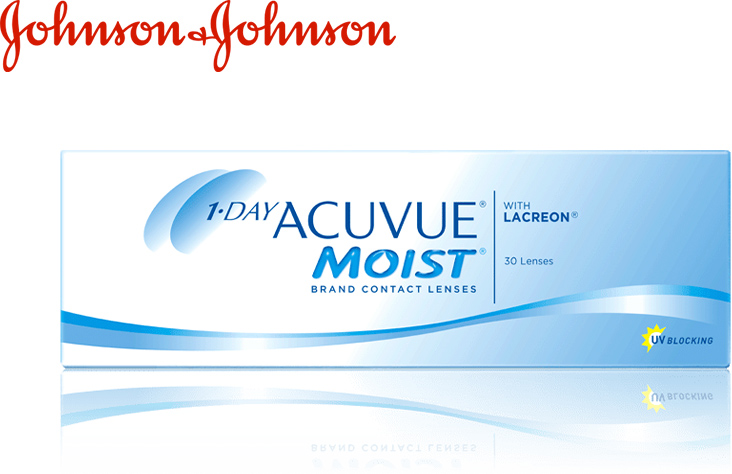 Johnson & Johnson
1·DAY ACUVUE®
MOIST®
BRAND CONTACT LENSES
WITH
LACREON®
30 Lenses
UV BLOCKING